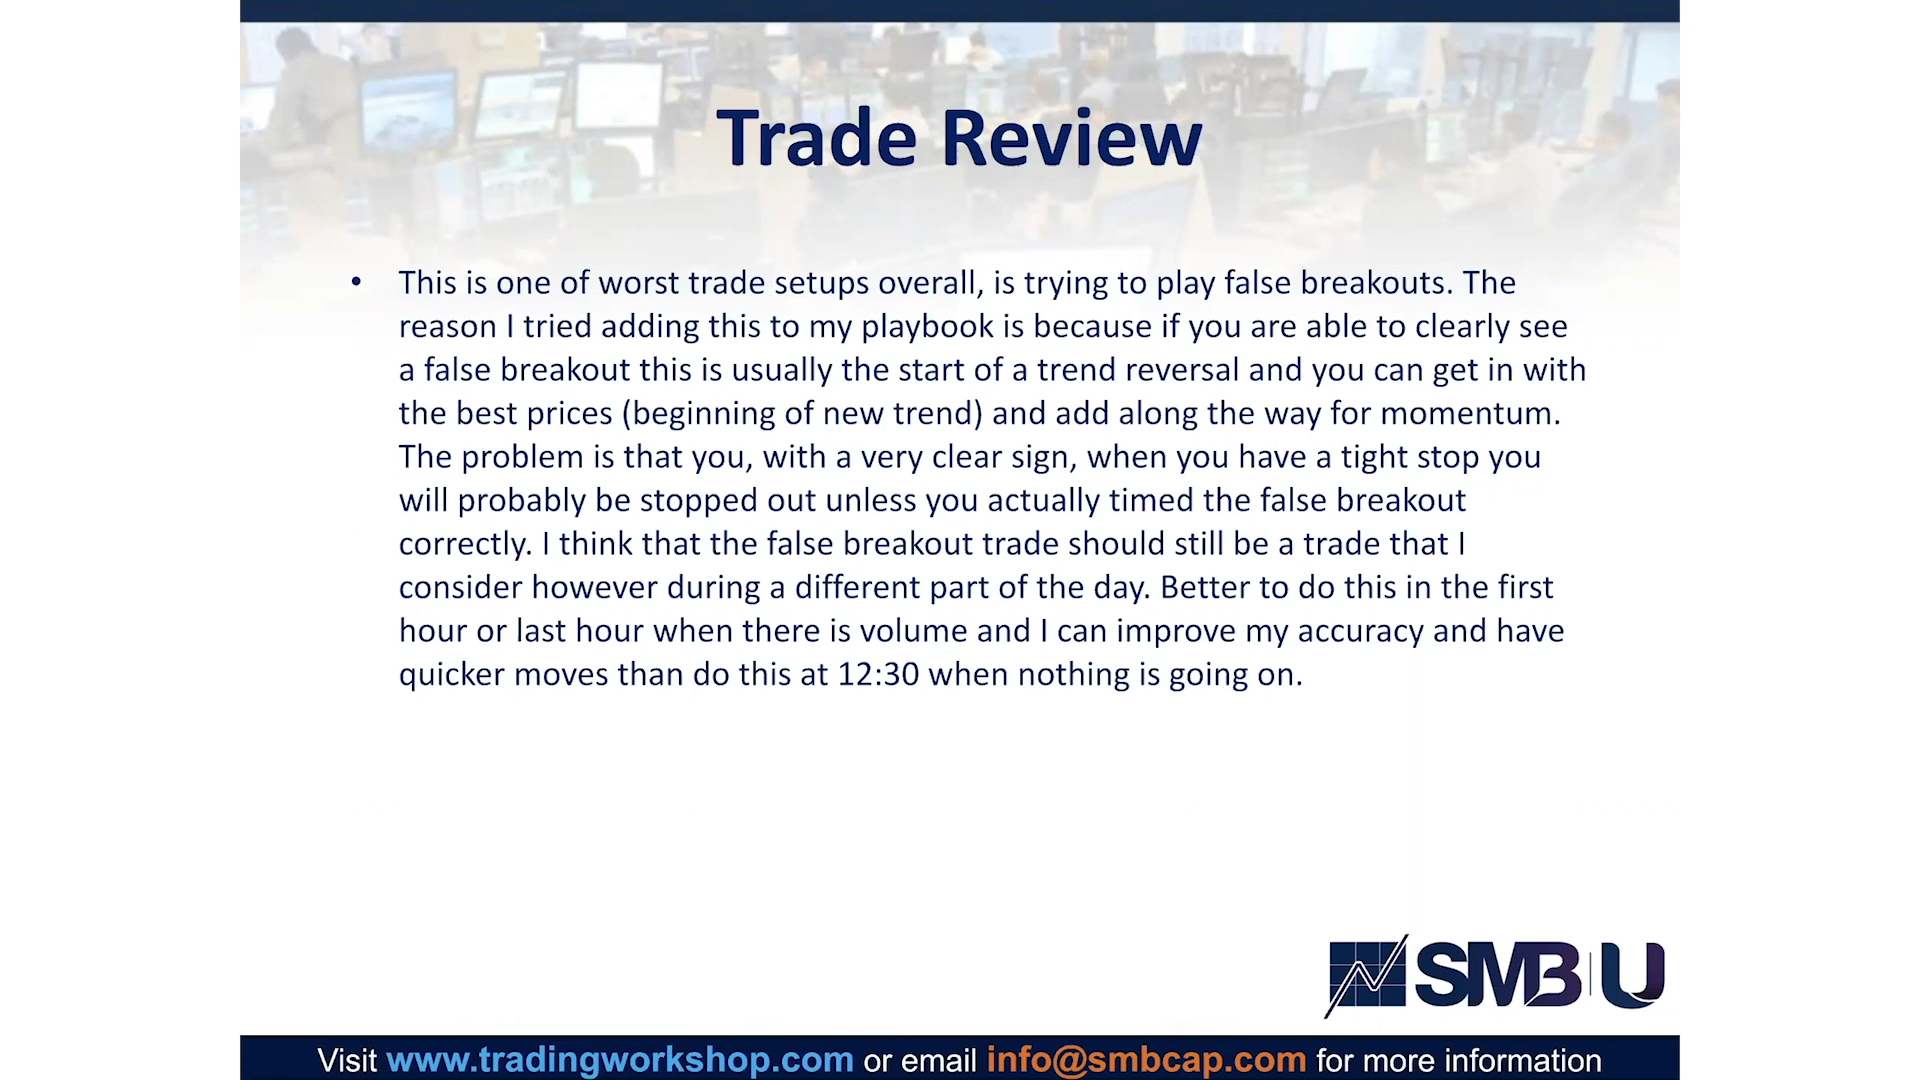 Trade Review
• This is one of worst trade setups overall, is trying to play false breakouts. The
reason I tried adding this to my playbook is because if you are able to clearly see
a false breakout this is usually the start of a trend reversal and you can get in with
the best prices (beginning of new trend) and add along the way for momentum.
The problem is that you, with a very clear sign, when you have a tight stop you
will probably be stopped out unless you actually timed the false breakout
correctly. I think that the false breakout trade should still be a trade that I
consider however during a different part of the day. Better to do this in the first
hour or last hour when there is volume and I can improve my accuracy and have
quicker moves than do this at 12:30 when nothing is going on.
SMB U
Visit www.tradingworkshop.com or email info@smbcap.com for more information